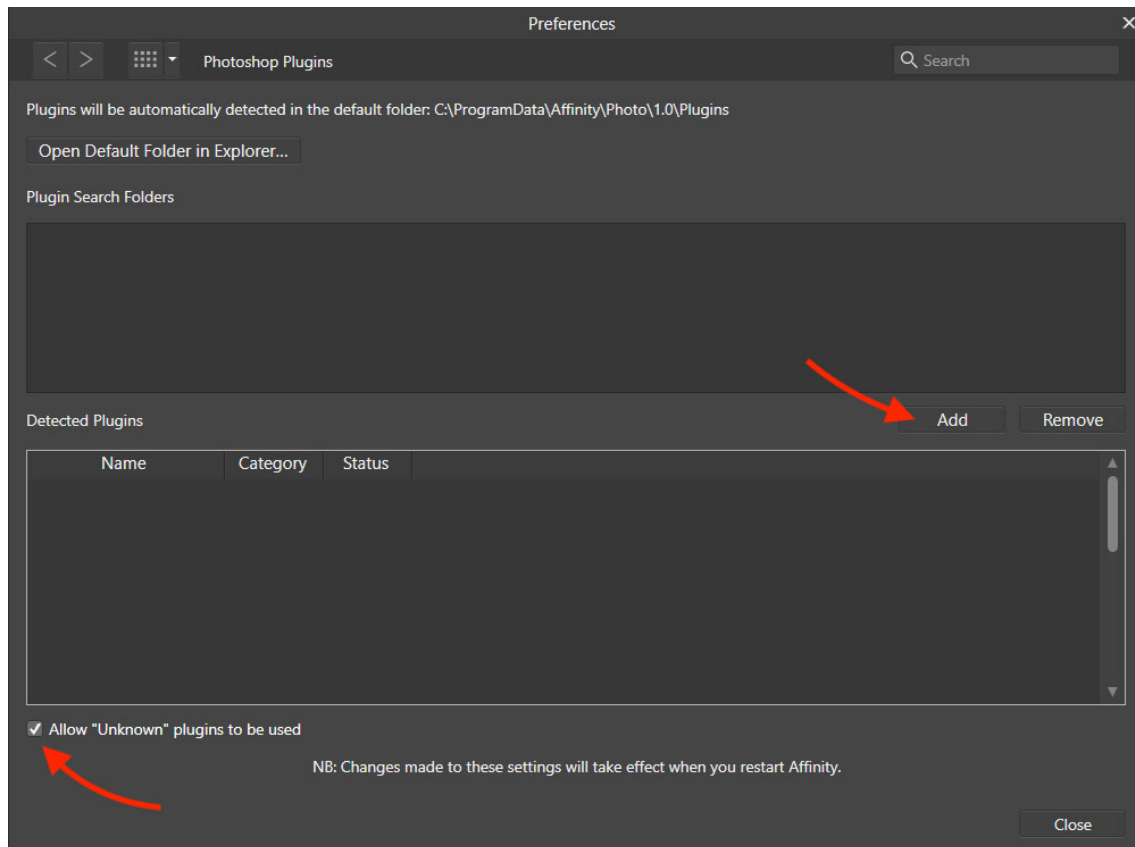 Preferences
Photoshop Plugins
Search
Plugins will be automatically detected in the default folder: C:\ProgramData\Affinity\Photo\1.0\Plugins
Open Default Folder in Explorer...
Plugin Search Folders
Detected Plugins
Add
Remove
Name Category Status
Allow "Unknown" plugins to be used
NB: Changes made to these settings will take effect when you restart Affinity.
Close